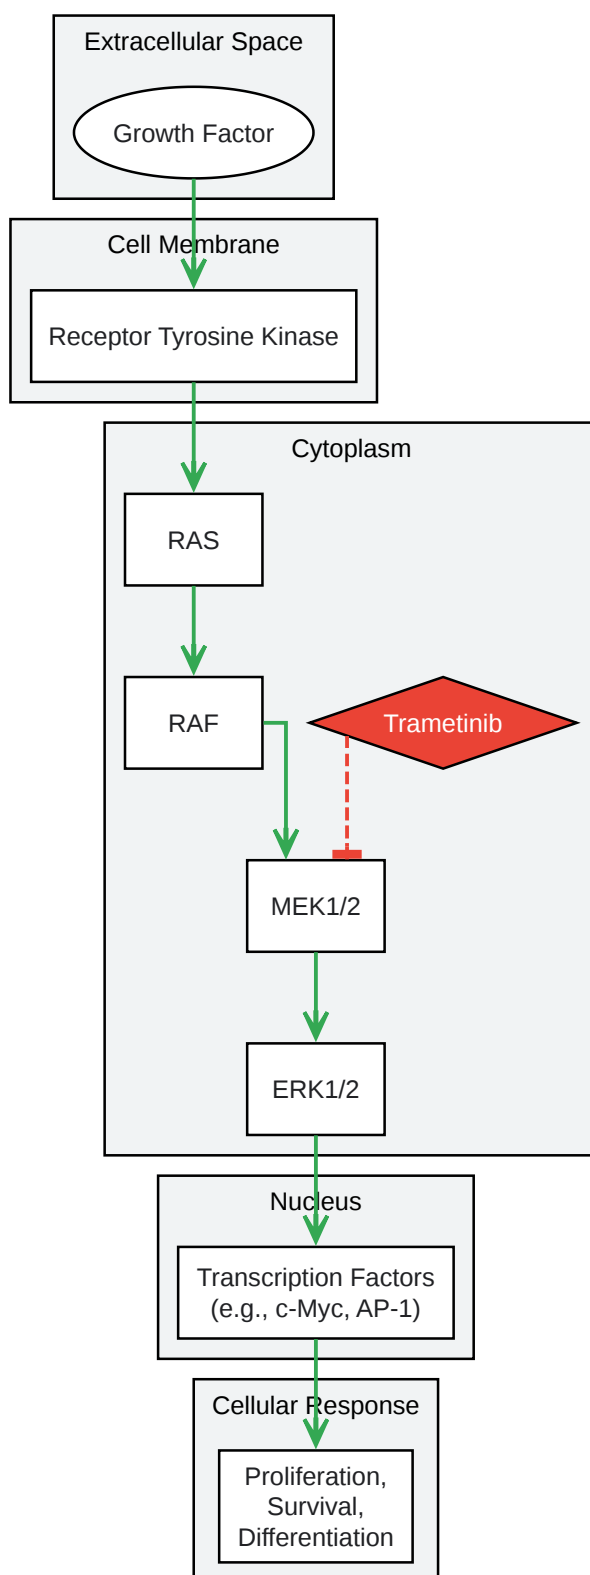 Extracellular Space
Growth Factor
Cell Membrane
Receptor Tyrosine Kinase
Cytoplasm
RAS
RAF
Trametinib
MEK1/2
ERK1/2
Nucleus
Transcription Factors
(e.g., c-Myc, AP-1)
Cellular Response
Proliferation,
Survival,
Differentiation